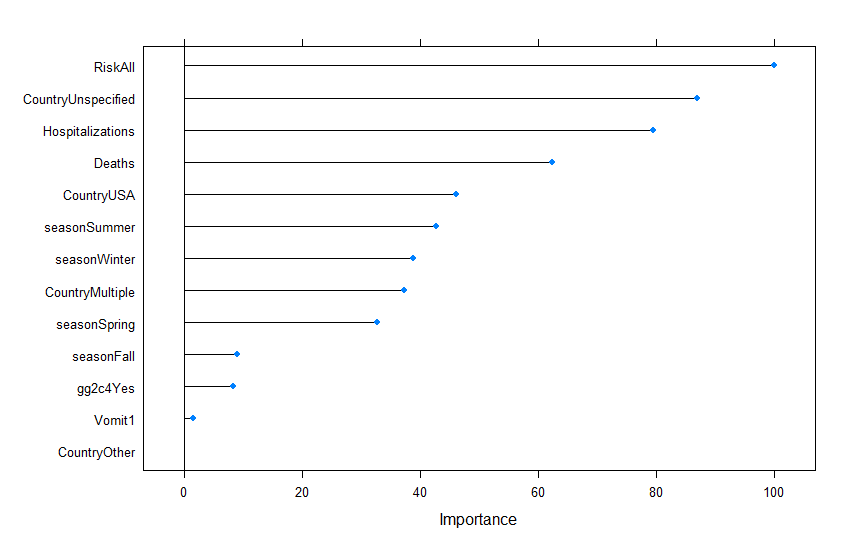 RiskAll
CountryUnspecified
Hospitalizations
Deaths
CountryUSA
seasonSummer
seasonWinter
CountryMultiple
seasonSpring
seasonFall
gg2c4Yes
Vomit1
CountryOther
0 20 40 60 80 100
Importance